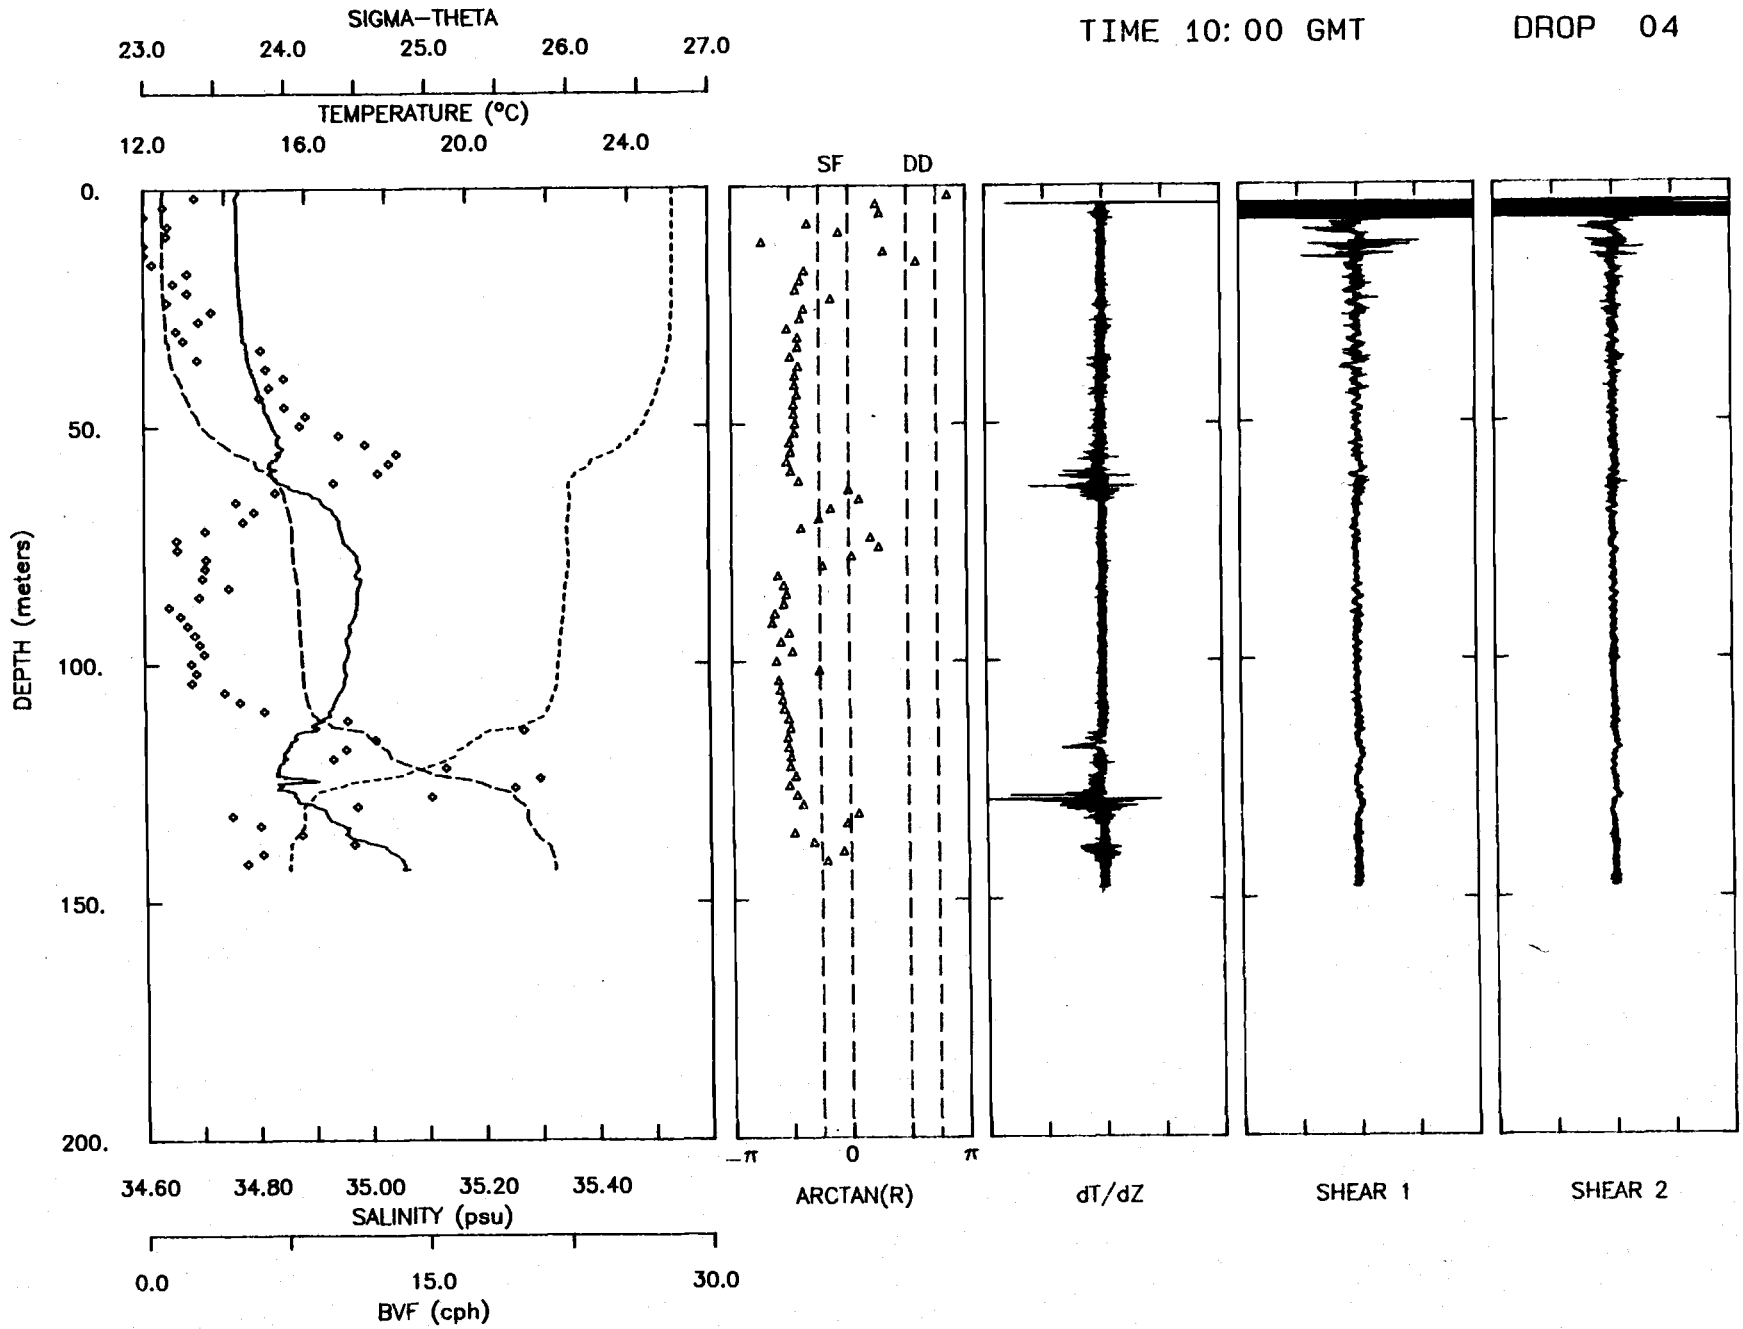 SIGMA-THETA
TIME 10:00 GMT
DROP 04
23.0 24.0 25.0 26.0 27.0
TEMPERATURE (°C)
12.0 16.0 20.0 24.0
SF DD
0.
50.
100.
150.
200.
DEPTH (meters)
-π 0 π
34.60 34.80 35.00 35.20 35.40
SALINITY (psu)
ARCTAN(R)
dT/dZ
SHEAR 1
SHEAR 2
0.0 15.0 30.0
BVF (cph)